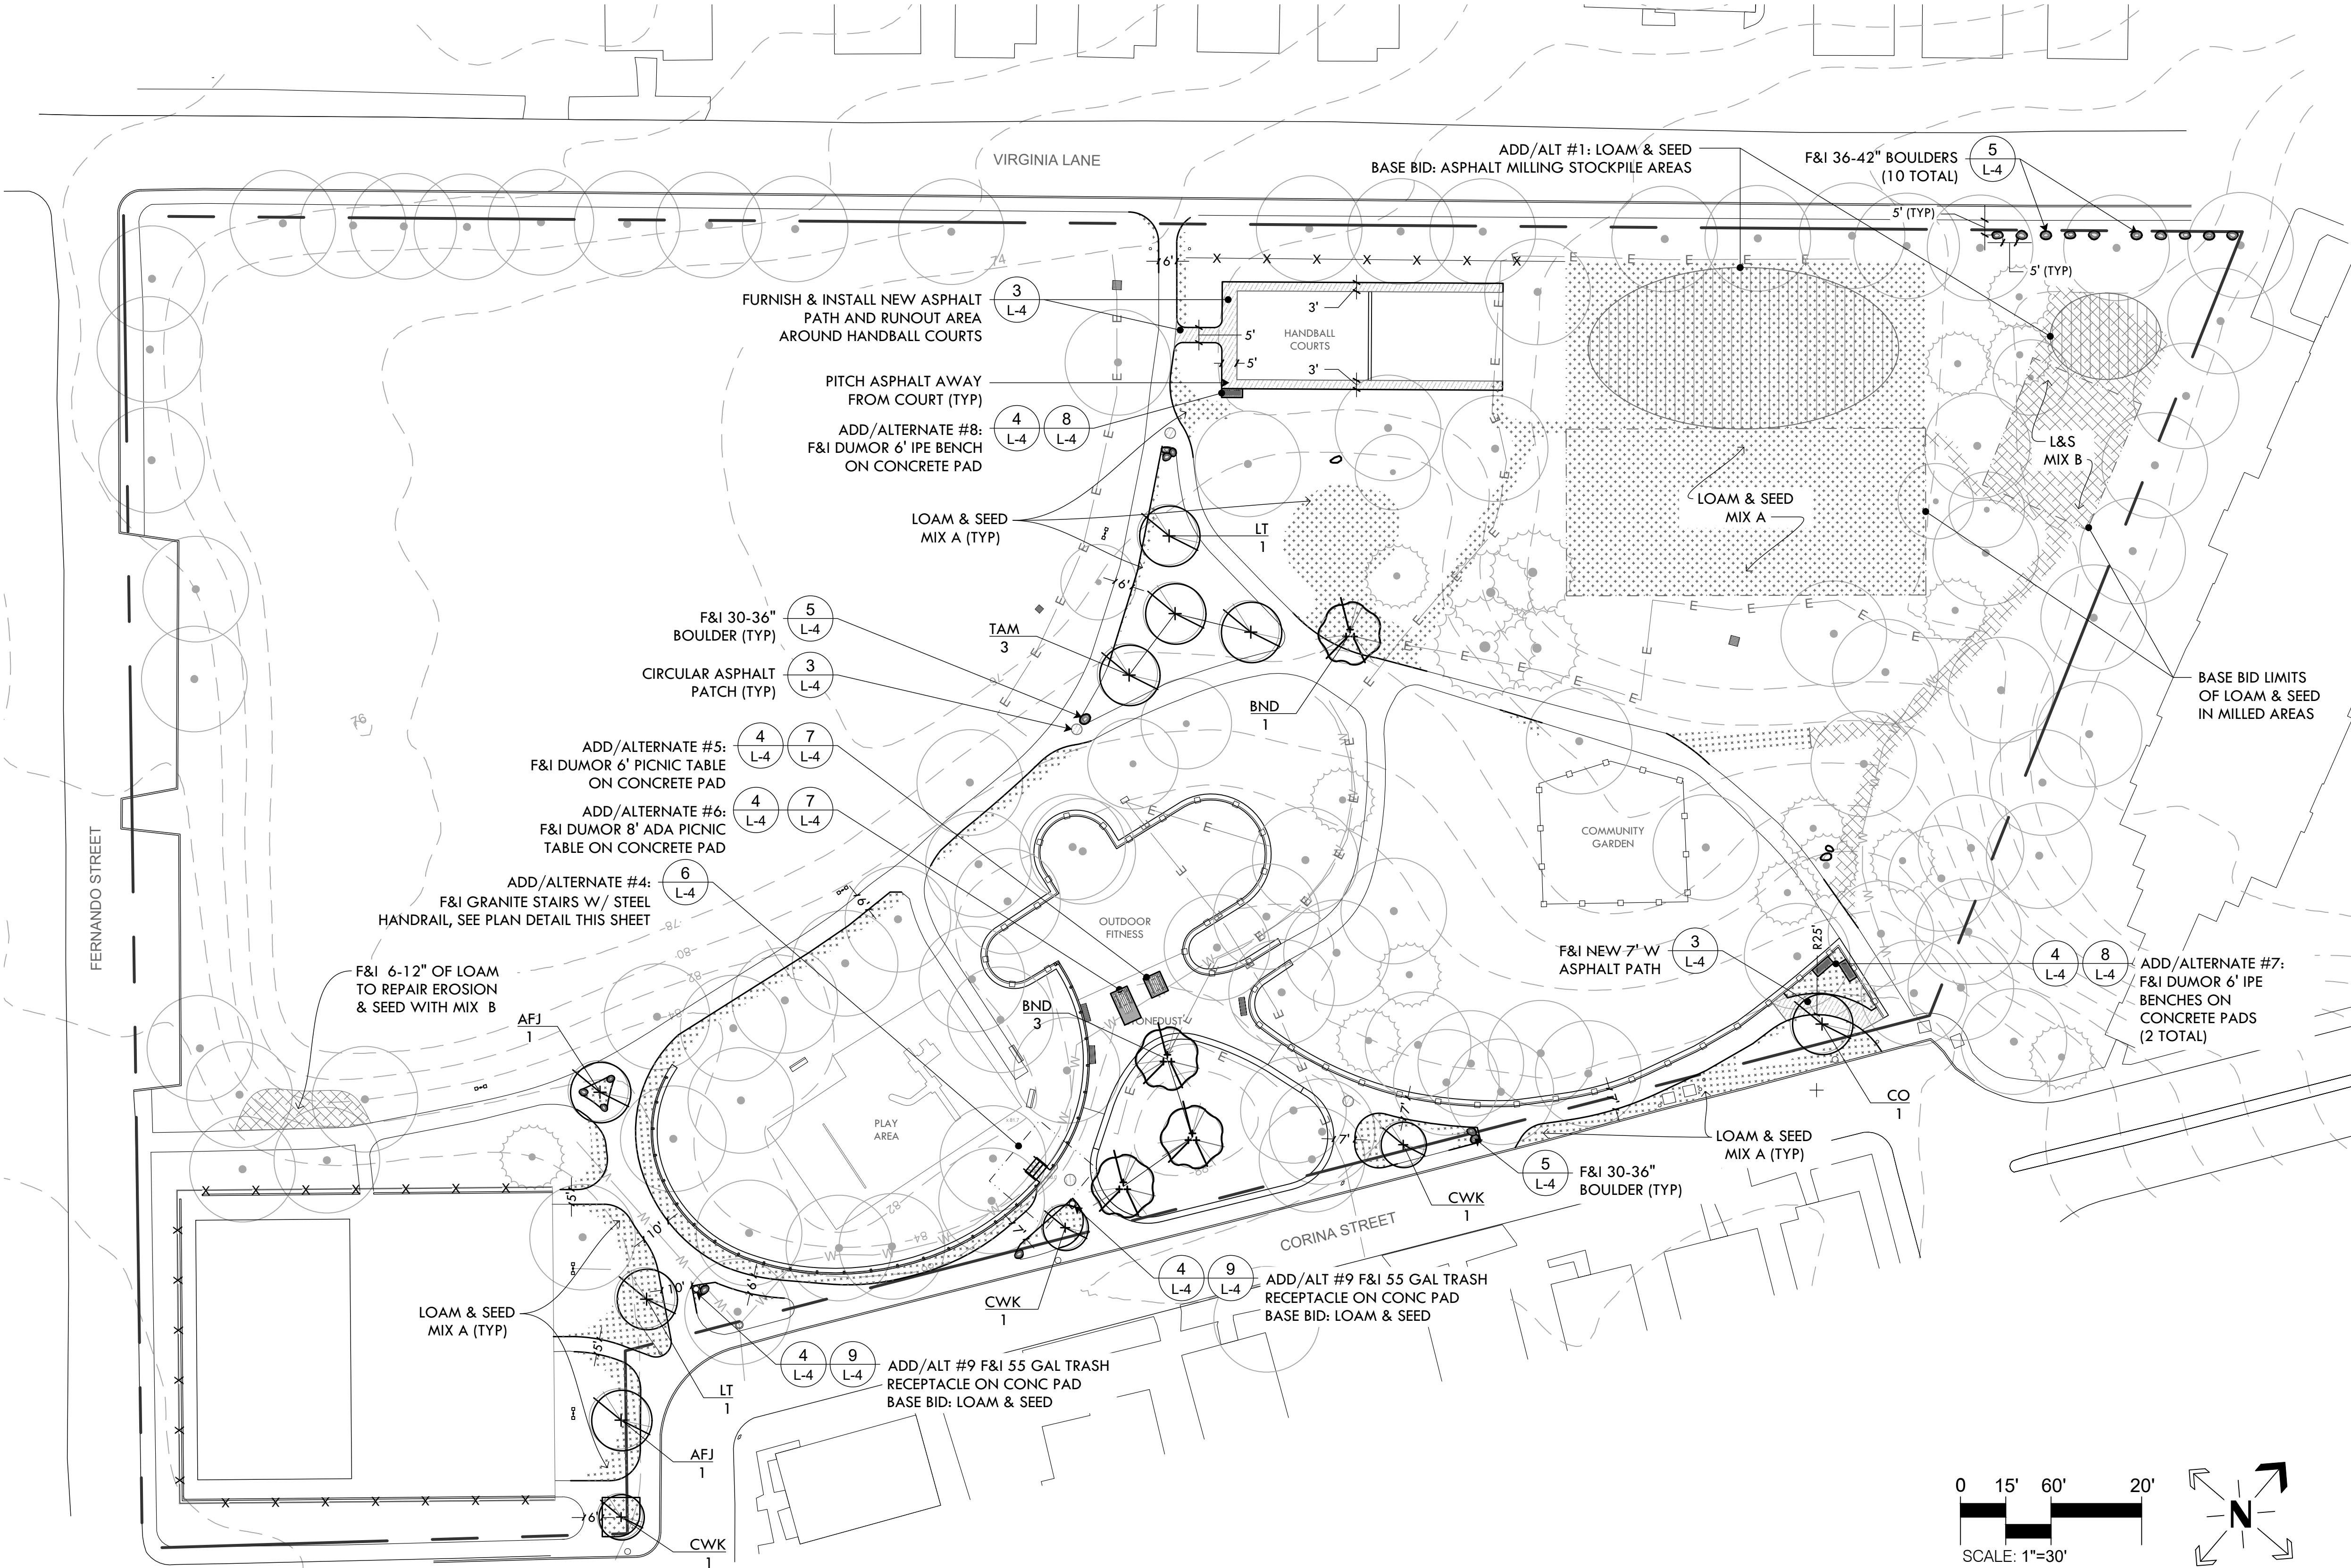 VIRGINIA LANE
ADD/ALT #1: LOAM & SEED
BASE BID: ASPHALT MILLING STOCKPILE AREAS
F&I 36-42" BOULDERS
(10 TOTAL)
5
L-4
5' (TYP)
5' (TYP)
74
6'
FURNISH & INSTALL NEW ASPHALT
PATH AND RUNOUT AREA
AROUND HANDBALL COURTS
3
L-4
3'
5'
HANDBALL
COURTS
5'
3'
PITCH ASPHALT AWAY
FROM COURT (TYP)
ADD/ALTERNATE #8:
F&I DUMOR 6' IPE BENCH
ON CONCRETE PAD
4
L-4
8
L-4
L&S
MIX B
LOAM & SEED
MIX A
LOAM & SEED
MIX A (TYP)
LT
1
6'
F&I 30-36"
BOULDER (TYP)
5
L-4
TAM
3
CIRCULAR ASPHALT
PATCH (TYP)
3
L-4
76
76
BND
1
BASE BID LIMITS
OF LOAM & SEED
IN MILLED AREAS
ADD/ALTERNATE #5:
F&I DUMOR 6' PICNIC TABLE
ON CONCRETE PAD
4
L-4
7
L-4
ADD/ALTERNATE #6:
F&I DUMOR 8' ADA PICNIC
TABLE ON CONCRETE PAD
4
L-4
7
L-4
FERNANDO STREET
COMMUNITY
GARDEN
ADD/ALTERNATE #4:
F&I GRANITE STAIRS W/ STEEL
HANDRAIL, SEE PLAN DETAIL THIS SHEET
6
L-4
6'
78
80
82
84
OUTDOOR
FITNESS
F&I NEW 7' W
ASPHALT PATH
3
L-4
R25'
4
L-4
8
L-4
ADD/ALTERNATE #7:
F&I DUMOR 6' IPE
BENCHES ON
CONCRETE PADS
(2 TOTAL)
F&I 6-12" OF LOAM
TO REPAIR EROSION
& SEED WITH MIX B
AFJ
1
BND
3
CO
1
PLAY
AREA
7'
7'
LOAM & SEED
MIX A (TYP)
5
L-4
F&I 30-36"
BOULDER (TYP)
CWK
1
5'
10'
82
84
CORINA STREET
10'
6'
4
L-4
9
L-4
ADD/ALT #9 F&I 55 GAL TRASH
RECEPTACLE ON CONC PAD
BASE BID: LOAM & SEED
CWK
1
LOAM & SEED
MIX A (TYP)
5'
4
L-4
9
L-4
ADD/ALT #9 F&I 55 GAL TRASH
RECEPTACLE ON CONC PAD
BASE BID: LOAM & SEED
LT
1
AFJ
1
6'
CWK
1
0 15' 60' 20'
SCALE: 1"=30'
N